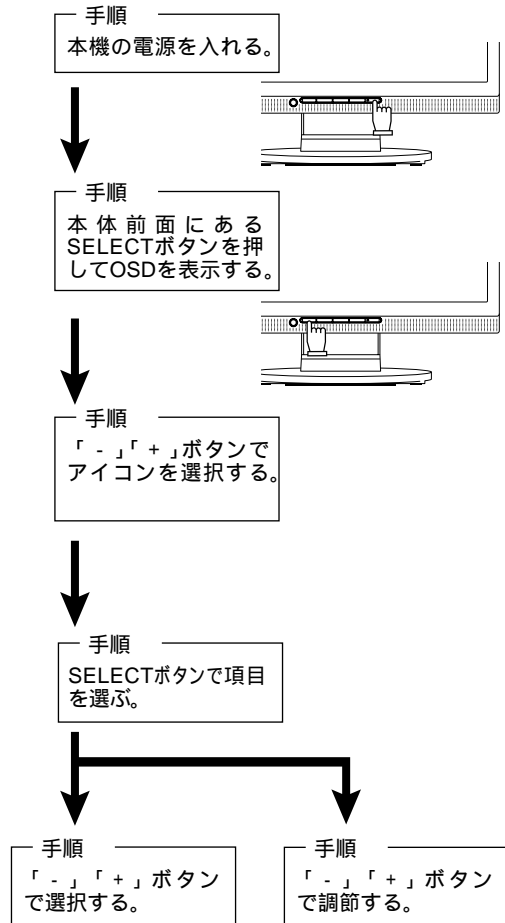 手順
本機の電源を入れる。
手順
本体前面にある
SELECTボタンを押
してOSDを表示する。
手順
「 - 」「 + 」ボタンで
アイコンを選択する。
手順
SELECTボタンで項目
を選ぶ。
手順
「 - 」「 + 」ボタン
で選択する。
手順
「 - 」「 + 」ボタン
で調節する。